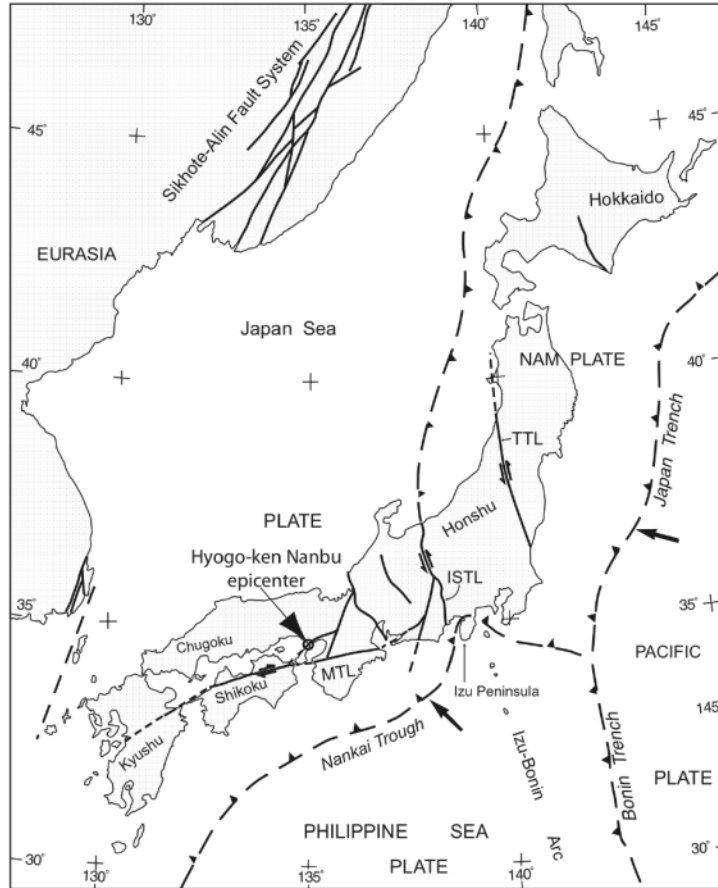 130°
135°
140°
145°
Sikhote-Alin Fault System
45°
45°
Hokkaido
EURASIA
Japan Sea
40°
NAM PLATE
40°
TTL
Japan Trench
PLATE
Honshu
Hyogo-ken Nanbu
epicenter
ISTL
35°
35°
Chugoku
PACIFIC
MTL
Shikoku
Izu Peninsula
145°
Kyushu
Nankai Trough
Izu-Bonin
Arc
Bonin Trench
PLATE
PHILIPPINE SEA
PLATE
30°
30°
130°
135°
140°